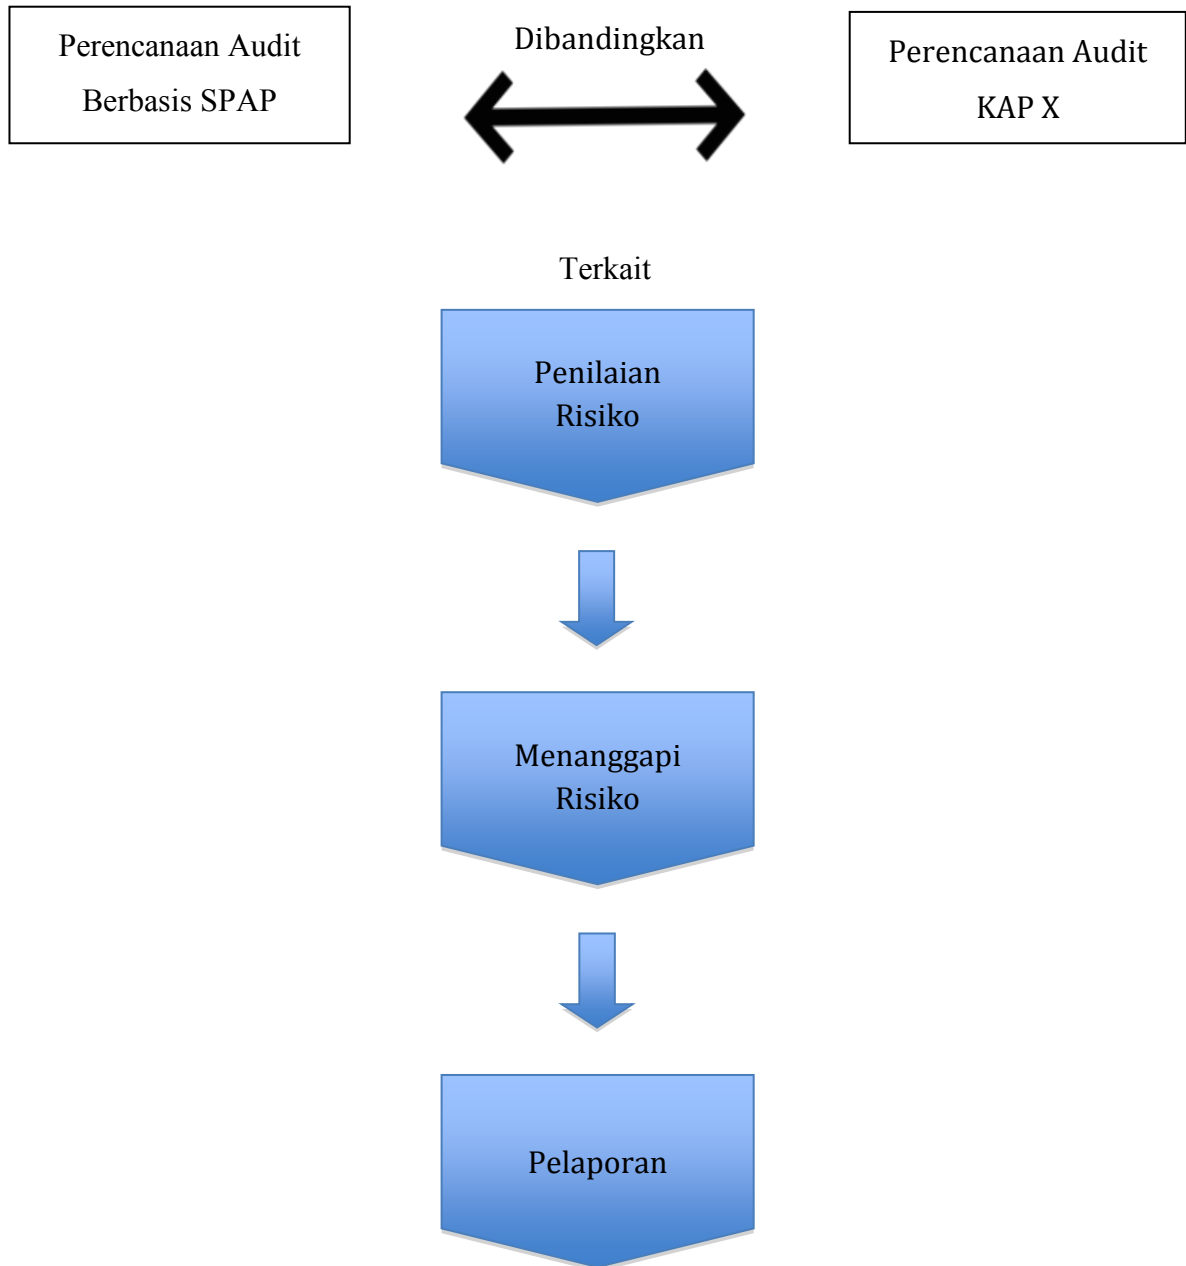 Perencanaan Audit
Berbasis SPAP
Dibandingkan
Perencanaan Audit
KAP X
Terkait
Penilaian
Risiko
Menanggapi
Risiko
Pelaporan